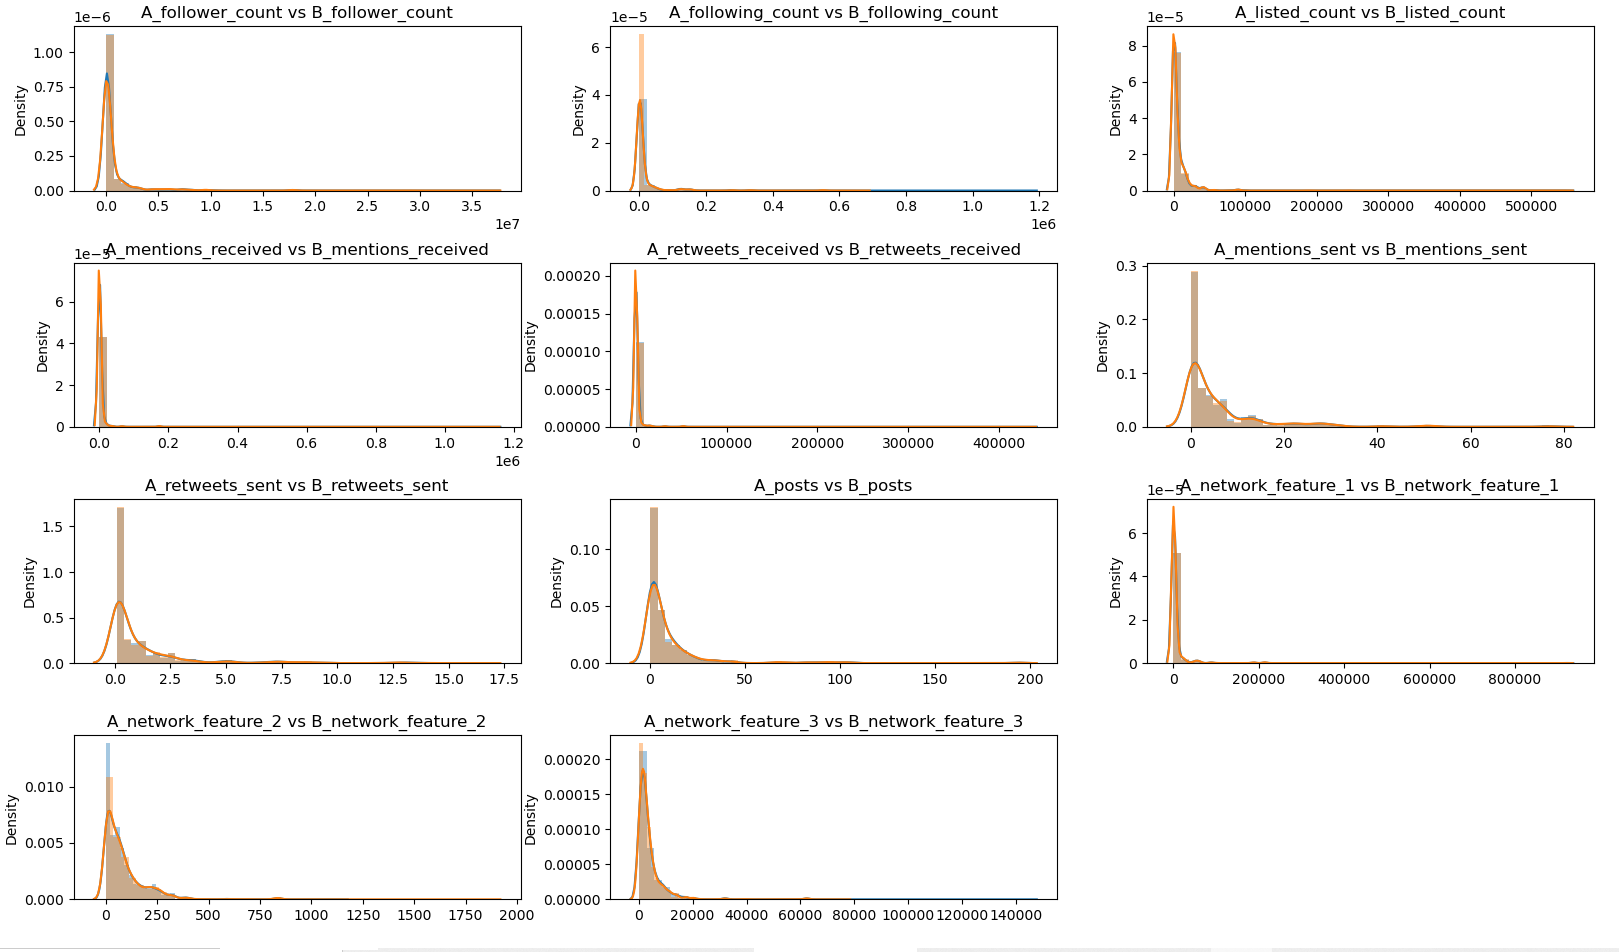 A_follower_count vs B_follower_count
1e−6
Density
1.00
0.75
0.50
0.25
0.00
0.0 0.5 1.0 1.5 2.0 2.5 3.0 3.5
1e7
A_following_count vs B_following_count
1e−5
Density
6
4
2
0
0.0 0.2 0.4 0.6 0.8 1.0 1.2
1e6
A_listed_count vs B_listed_count
1e−5
Density
8
6
4
2
0
0 100000 200000 300000 400000 500000
A_mentions_received vs B_mentions_received
1e−5
Density
6
4
2
0
0.0 0.2 0.4 0.6 0.8 1.0 1.2
1e6
A_retweets_received vs B_retweets_received
Density
0.00020
0.00015
0.00010
0.00005
0.00000
0 100000 200000 300000 400000
A_mentions_sent vs B_mentions_sent
Density
0.3
0.2
0.1
0.0
0 20 40 60 80
A_retweets_sent vs B_retweets_sent
Density
1.5
1.0
0.5
0.0
0.0 2.5 5.0 7.5 10.0 12.5 15.0 17.5
A_posts vs B_posts
Density
0.10
0.05
0.00
0 50 100 150 200
A_network_feature_1 vs B_network_feature_1
1e−5
Density
6
4
2
0
0 200000 400000 600000 800000
A_network_feature_2 vs B_network_feature_2
Density
0.010
0.005
0.000
0 250 500 750 1000 1250 1500 1750 2000
A_network_feature_3 vs B_network_feature_3
Density
0.00020
0.00015
0.00010
0.00005
0.00000
0 20000 40000 60000 80000 100000 120000 140000